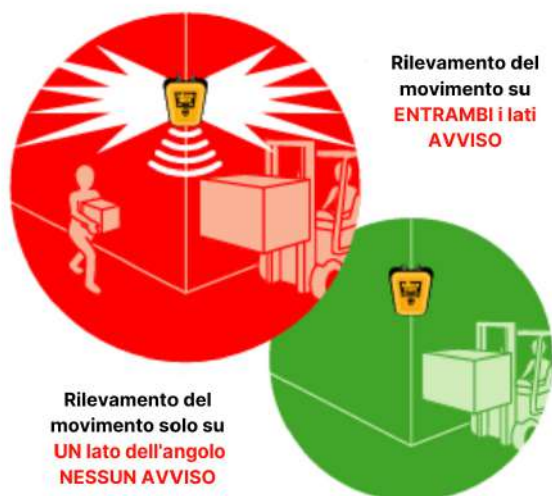 Rilevamento del
movimento su
ENTRAMBI i lati
AVVISO
Rilevamento del
movimento solo su
UN lato dell'angolo
NESSUN AVVISO